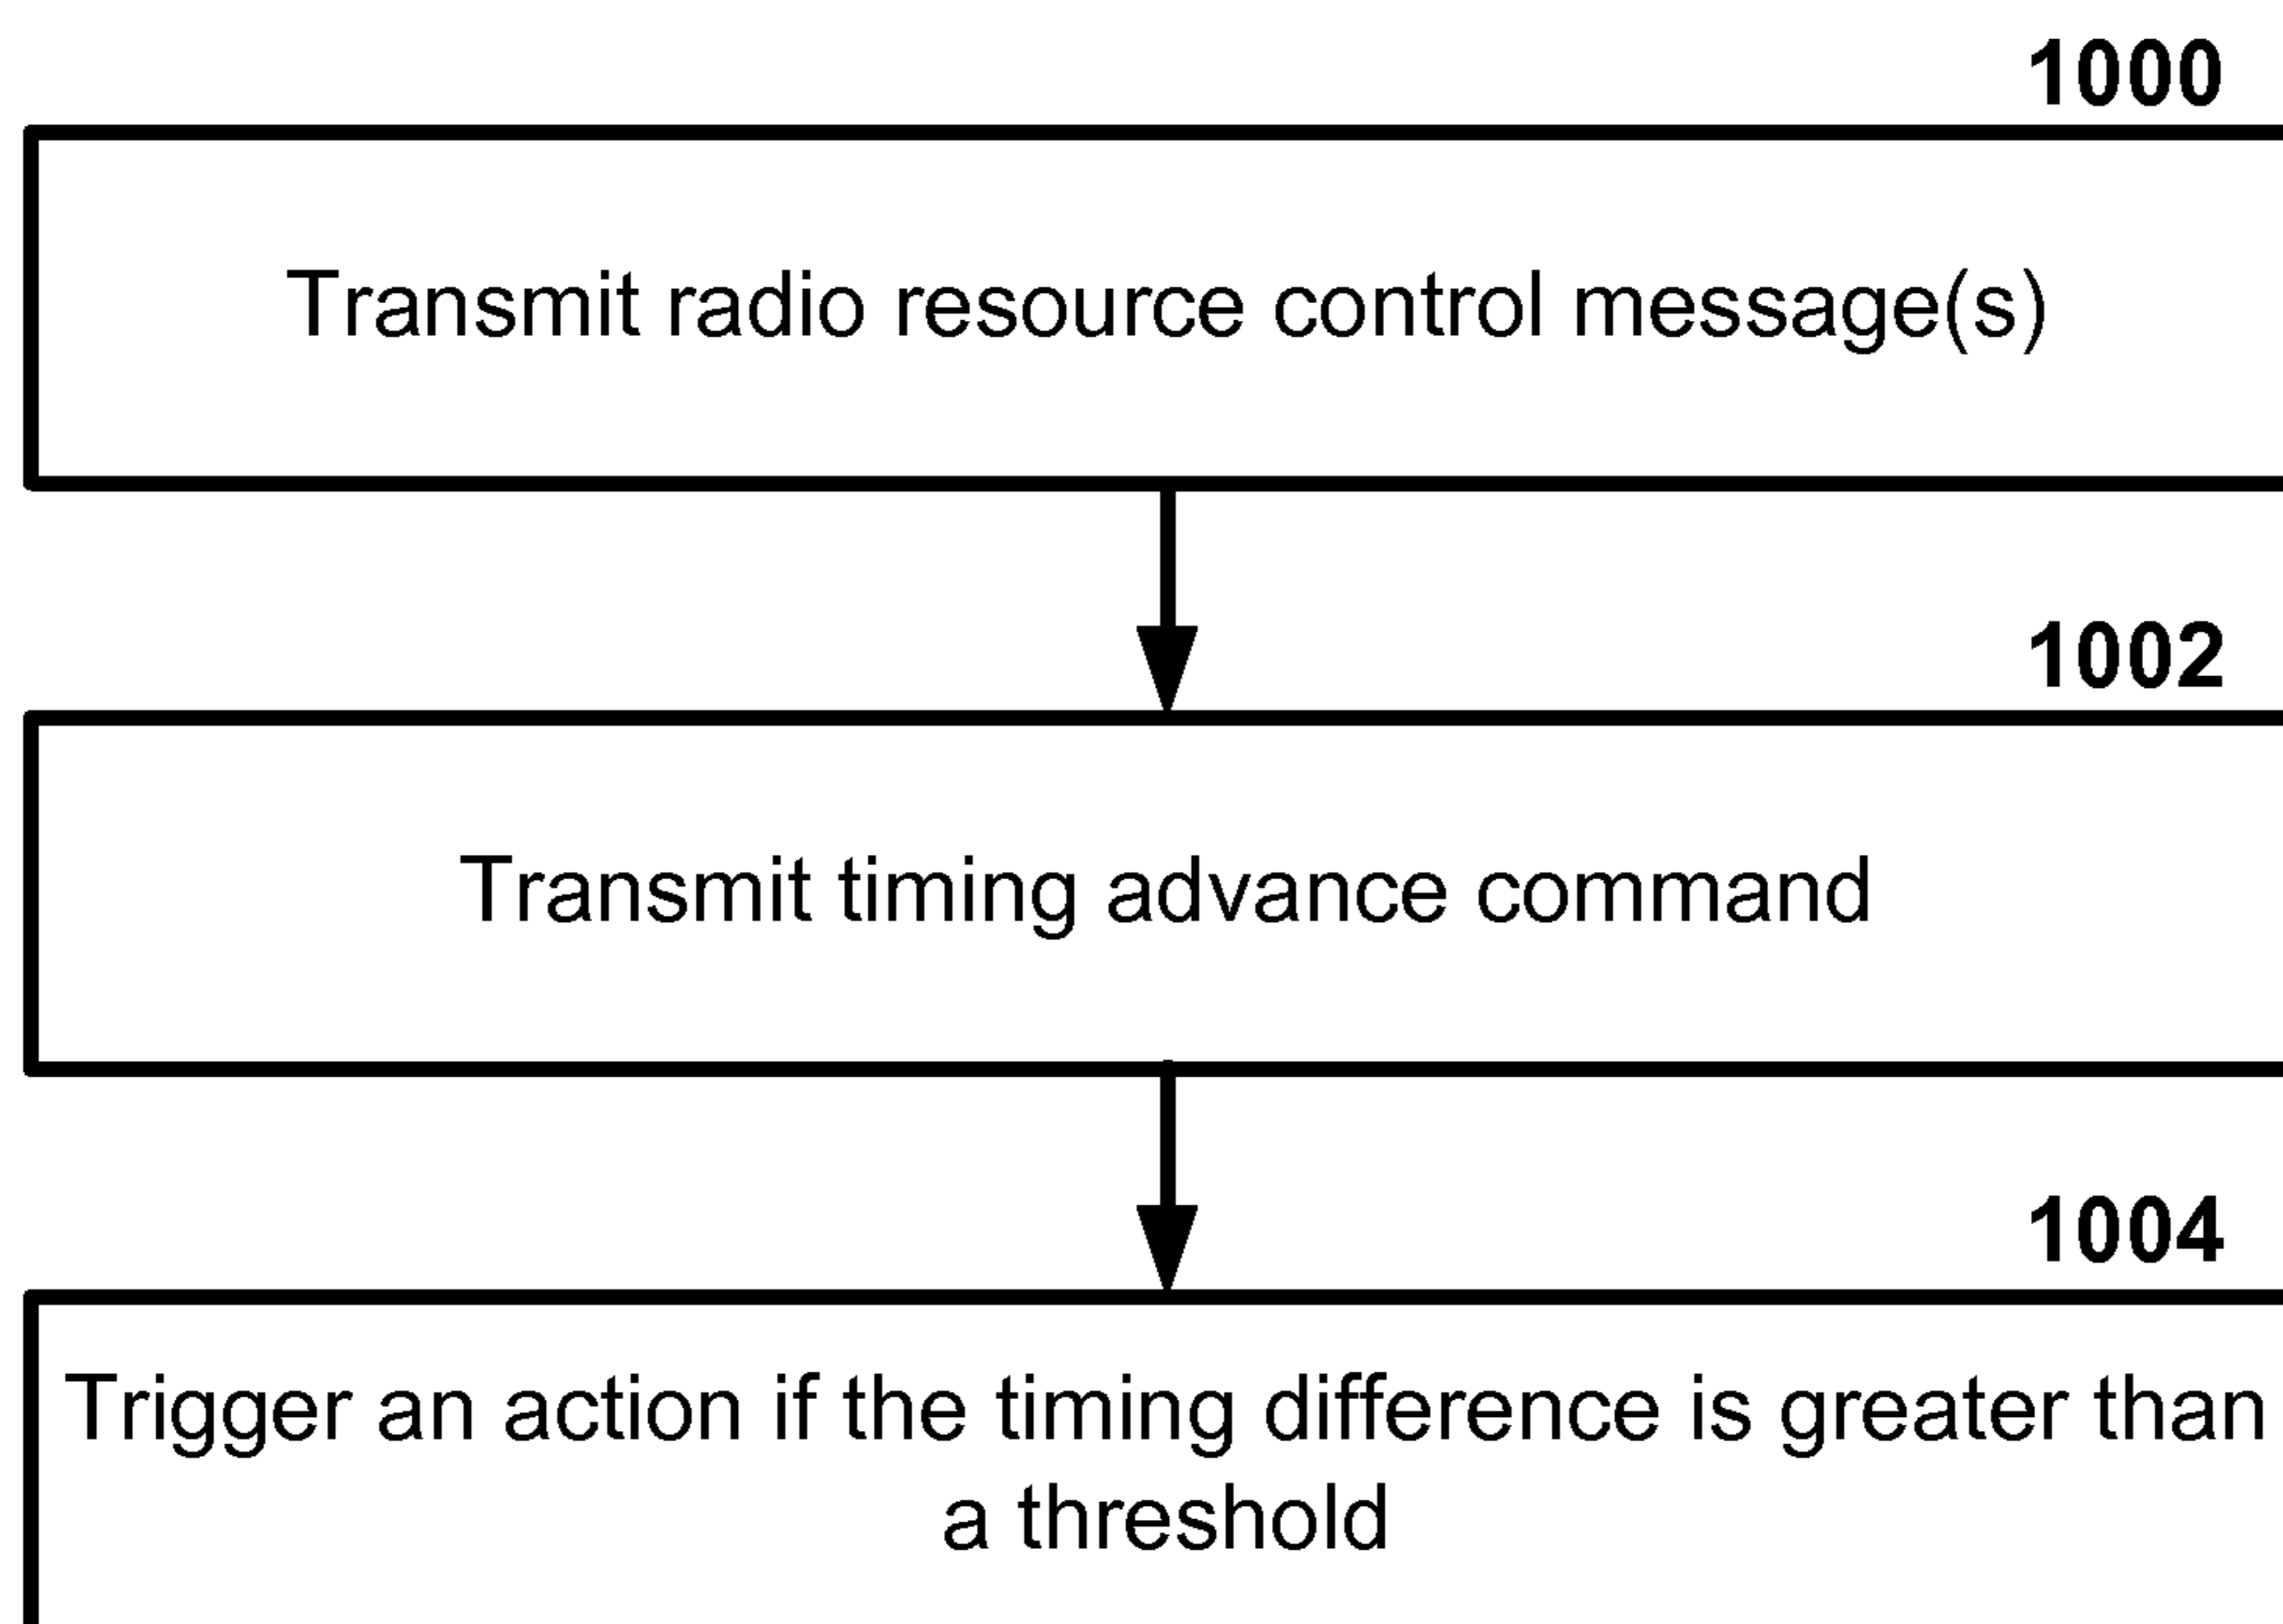 1000
Transmit radio resource control message(s)
1002
Transmit timing advance command
1004
Trigger an action if the timing difference is greater than
a threshold